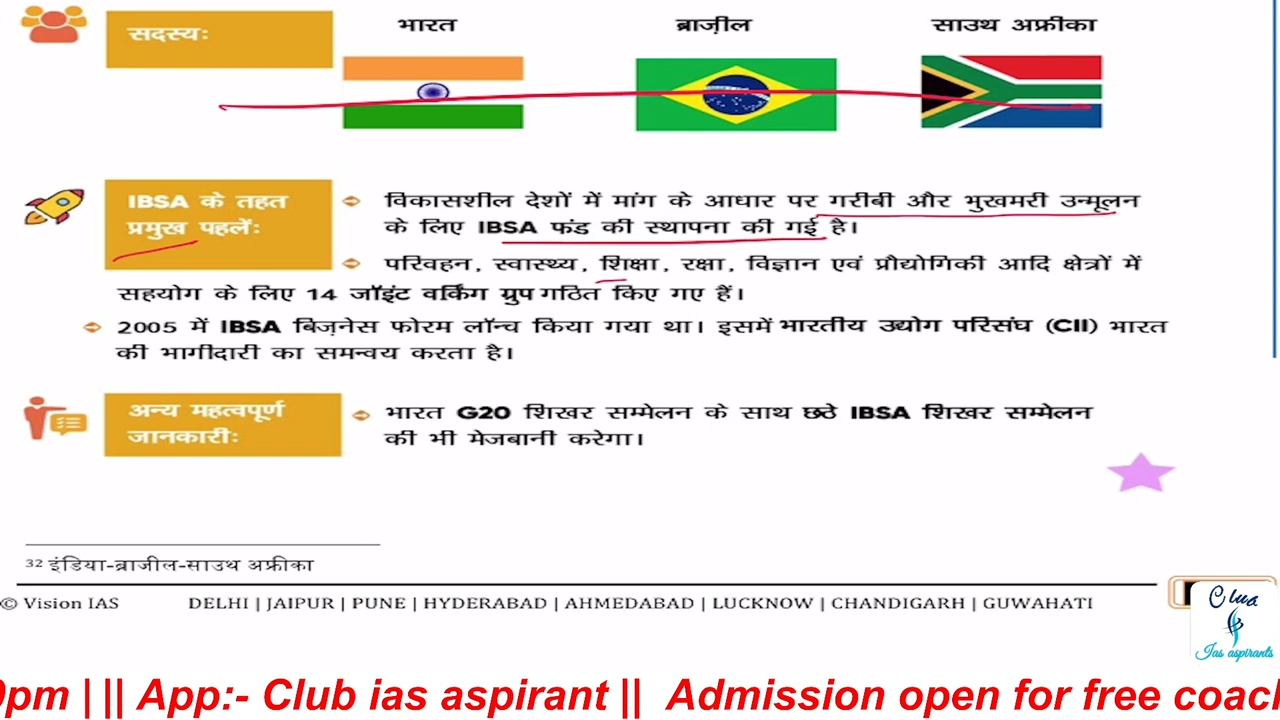 सदस्यः
भारत
ब्राज़ील
साउथ अफ्रीका
IBSA के तहत
प्रमुख पहलें:
विकासशील देशों में मांग के आधार पर गरीबी और भुखमरी उन्मूलन
के लिए IBSA फंड की स्थापना की गई है।
परिवहन, स्वास्थ्य, शिक्षा, रक्षा, विज्ञान एवं प्रौद्योगिकी आदि क्षेत्रों में
सहयोग के लिए 14 जॉइंट वर्किंग ग्रुप गठित किए गए हैं।
2005 में IBSA बिज़नेस फोरम लॉन्च किया गया था। इसमें भारतीय उद्योग परिसंघ (CII) भारत
की भागीदारी का समन्वय करता है।
अन्य महत्वपूर्ण
जानकारी:
भारत G20 शिखर सम्मेलन के साथ छठे IBSA शिखर सम्मेलन
की भी मेजबानी करेगा।
32 इंडिया-ब्राजील-साउथ अफ्रीका
© Vision IAS
DELHI | JAIPUR | PUNE | HYDERABAD | AHMEDABAD | LUCKNOW | CHANDIGARH | GUWAHATI
Club
Ias aspirants
0pm | || App:- Club ias aspirant || Admission open for free coac